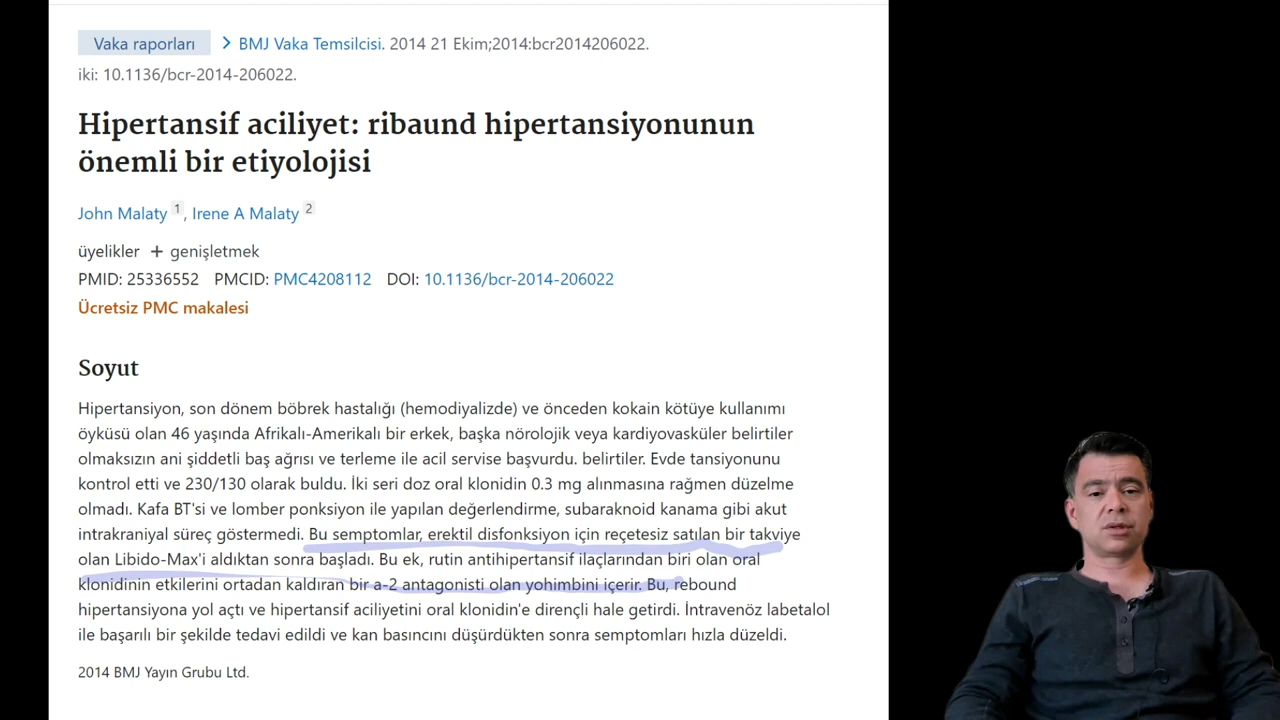 Vaka raporları > BMJ Vaka Temsilcisi. 2014 21 Ekim;2014:bcr2014206022.
iki: 10.1136/bcr-2014-206022.
Hipertansif aciliyet: ribaund hipertansiyonunun
önemli bir etiyolojisi
John Malaty 1, Irene A Malaty 2
üyelikler + genişletmek
PMID: 25336552 PMCID: PMC4208112 DOI: 10.1136/bcr-2014-206022
Ücretsiz PMC makalesi
Soyut
Hipertansiyon, son dönem böbrek hastalığı (hemodiyalizde) ve önceden kokain kötüye kullanımı
öyküsü olan 46 yaşında Afrikalı-Amerikalı bir erkek, başka nörolojik veya kardiyovasküler belirtiler
olmaksızın ani şiddetli baş ağrısı ve terleme ile acil servise başvurdu. belirtiler. Evde tansiyonunu
kontrol etti ve 230/130 olarak buldu. İki seri doz oral klonidin 0.3 mg alınmasına rağmen düzelme
olmadı. Kafa BT'si ve lomber ponksiyon ile yapılan değerlendirme, subaraknoid kanama gibi akut
intrakraniyal süreç göstermedi. Bu semptomlar, erektil disfonksiyon için reçetesiz satılan bir takviye
olan Libido-Max'i aldıktan sonra başladı. Bu ek, rutin antihipertansif ilaçlarından biri olan oral
klonidinin etkilerini ortadan kaldıran bir a-2 antagonisti olan yohimbini içerir. Bu, rebound
hipertansiyona yol açtı ve hipertansif aciliyetini oral klonidin'e dirençli hale getirdi. İntravenöz labetalol
ile başarılı bir şekilde tedavi edildi ve kan basıncını düşürdükten sonra semptomları hızla düzeldi.
2014 BMJ Yayın Grubu Ltd.